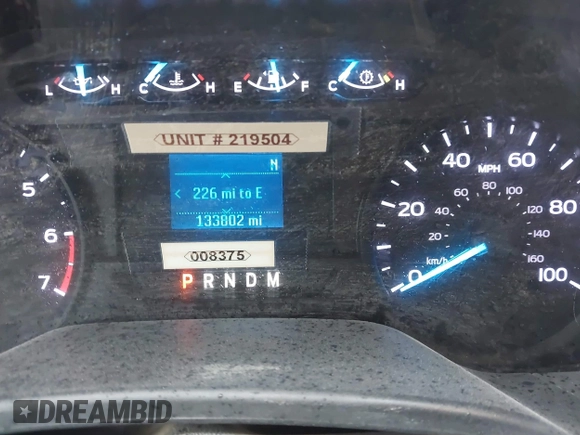 L H C H E F C H
UNIT # 219504
N
226 mi to E
133802 mi
008375
P R N D M
5
6
7
0 20 40 60 80 100
MPH
20 40 60 80 100 120 140 160
km/h
DREAMBID